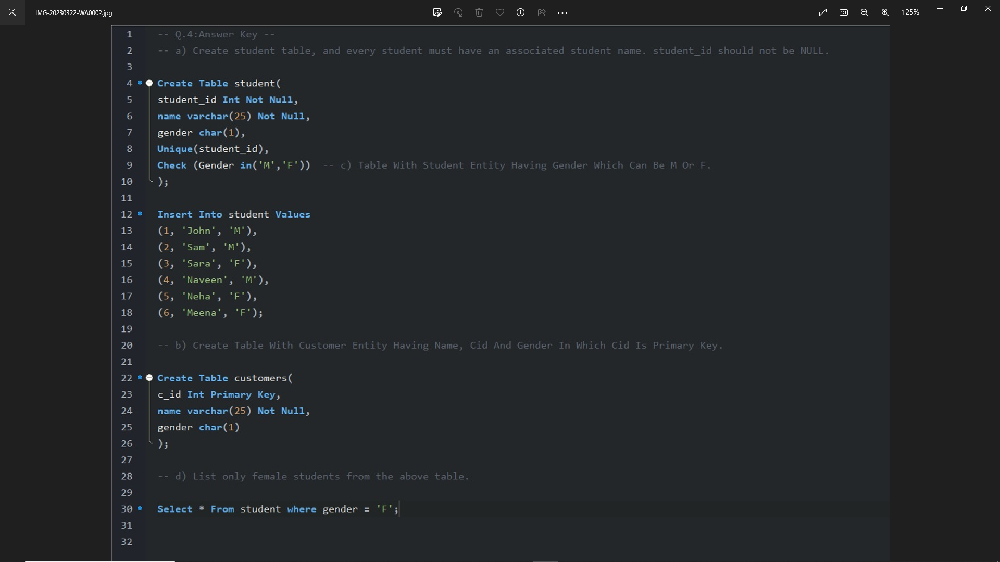 IMG-20230322-WA0002.jpg
125%
1 -- Q.4:Answer Key --
2 -- a) Create student table, and every student must have an associated student name. student_id should not be NULL.
3
4 Create Table student(
5 student_id Int Not Null,
6 name varchar(25) Not Null,
7 gender char(1),
8 Unique(student_id),
9 Check (Gender in('M','F')) -- c) Table With Student Entity Having Gender Which Can Be M Or F.
10 );
11
12 Insert Into student Values
13 (1, 'John', 'M'),
14 (2, 'Sam', 'M'),
15 (3, 'Sara', 'F'),
16 (4, 'Naveen', 'M'),
17 (5, 'Neha', 'F'),
18 (6, 'Meena', 'F');
19
20 -- b) Create Table With Customer Entity Having Name, Cid And Gender In Which Cid Is Primary Key.
21
22 Create Table customers(
23 c_id Int Primary Key,
24 name varchar(25) Not Null,
25 gender char(1)
26 );
27
28 -- d) List only female students from the above table.
29
30 Select * From student where gender = 'F';
31
32